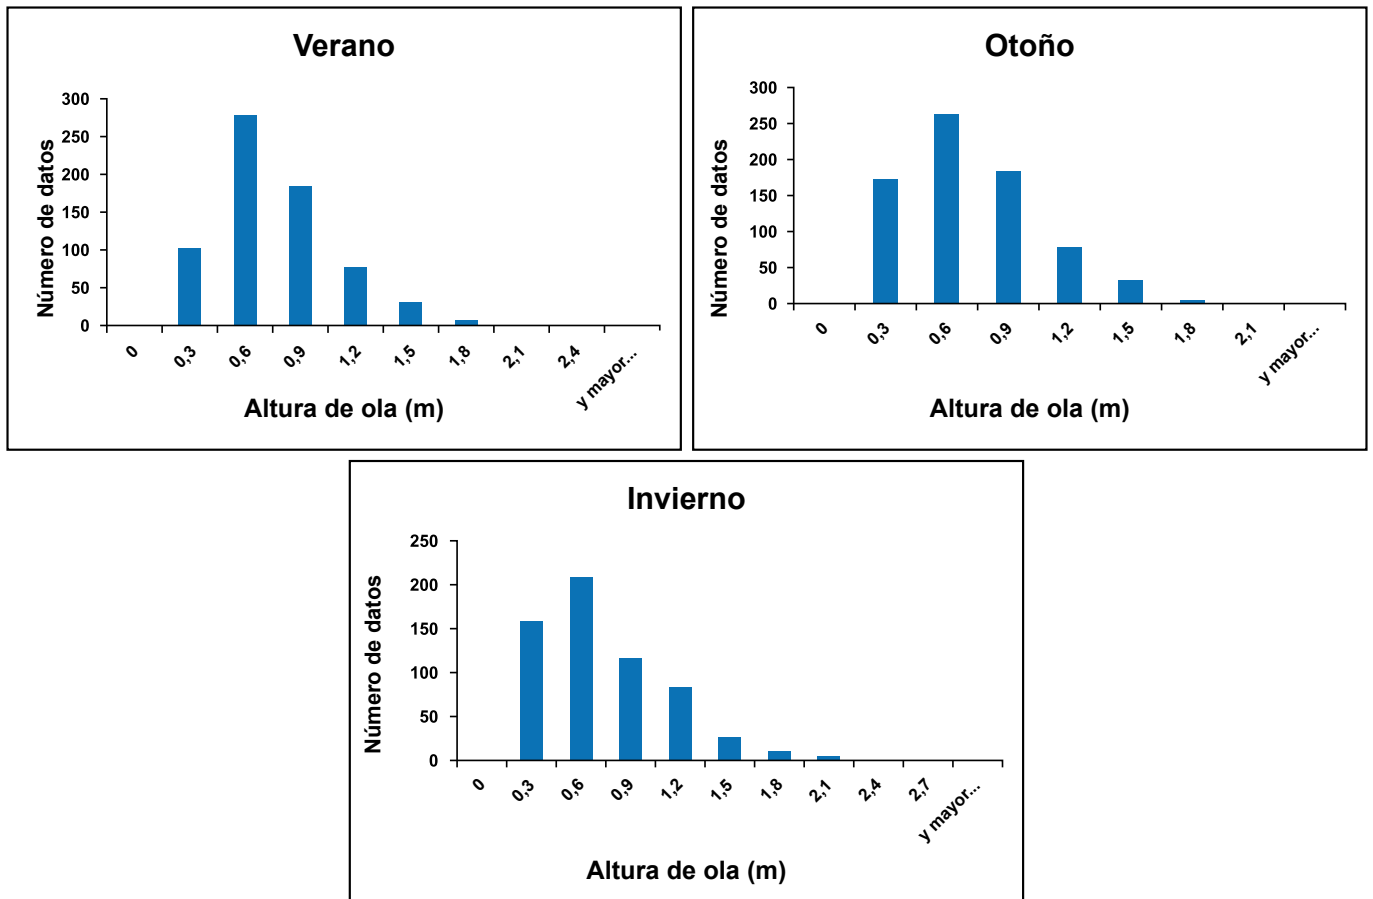 Verano
Número de datos
300
250
200
150
100
50
0
0 0,3 0,6 0,9 1,2 1,5 1,8 2,1 2,4 y mayor...
Altura de ola (m)
Otoño
Número de datos
300
250
200
150
100
50
0
0 0,3 0,6 0,9 1,2 1,5 1,8 2,1 y mayor...
Altura de ola (m)
Invierno
Número de datos
250
200
150
100
50
0
0 0,3 0,6 0,9 1,2 1,5 1,8 2,1 2,4 2,7 y mayor...
Altura de ola (m)